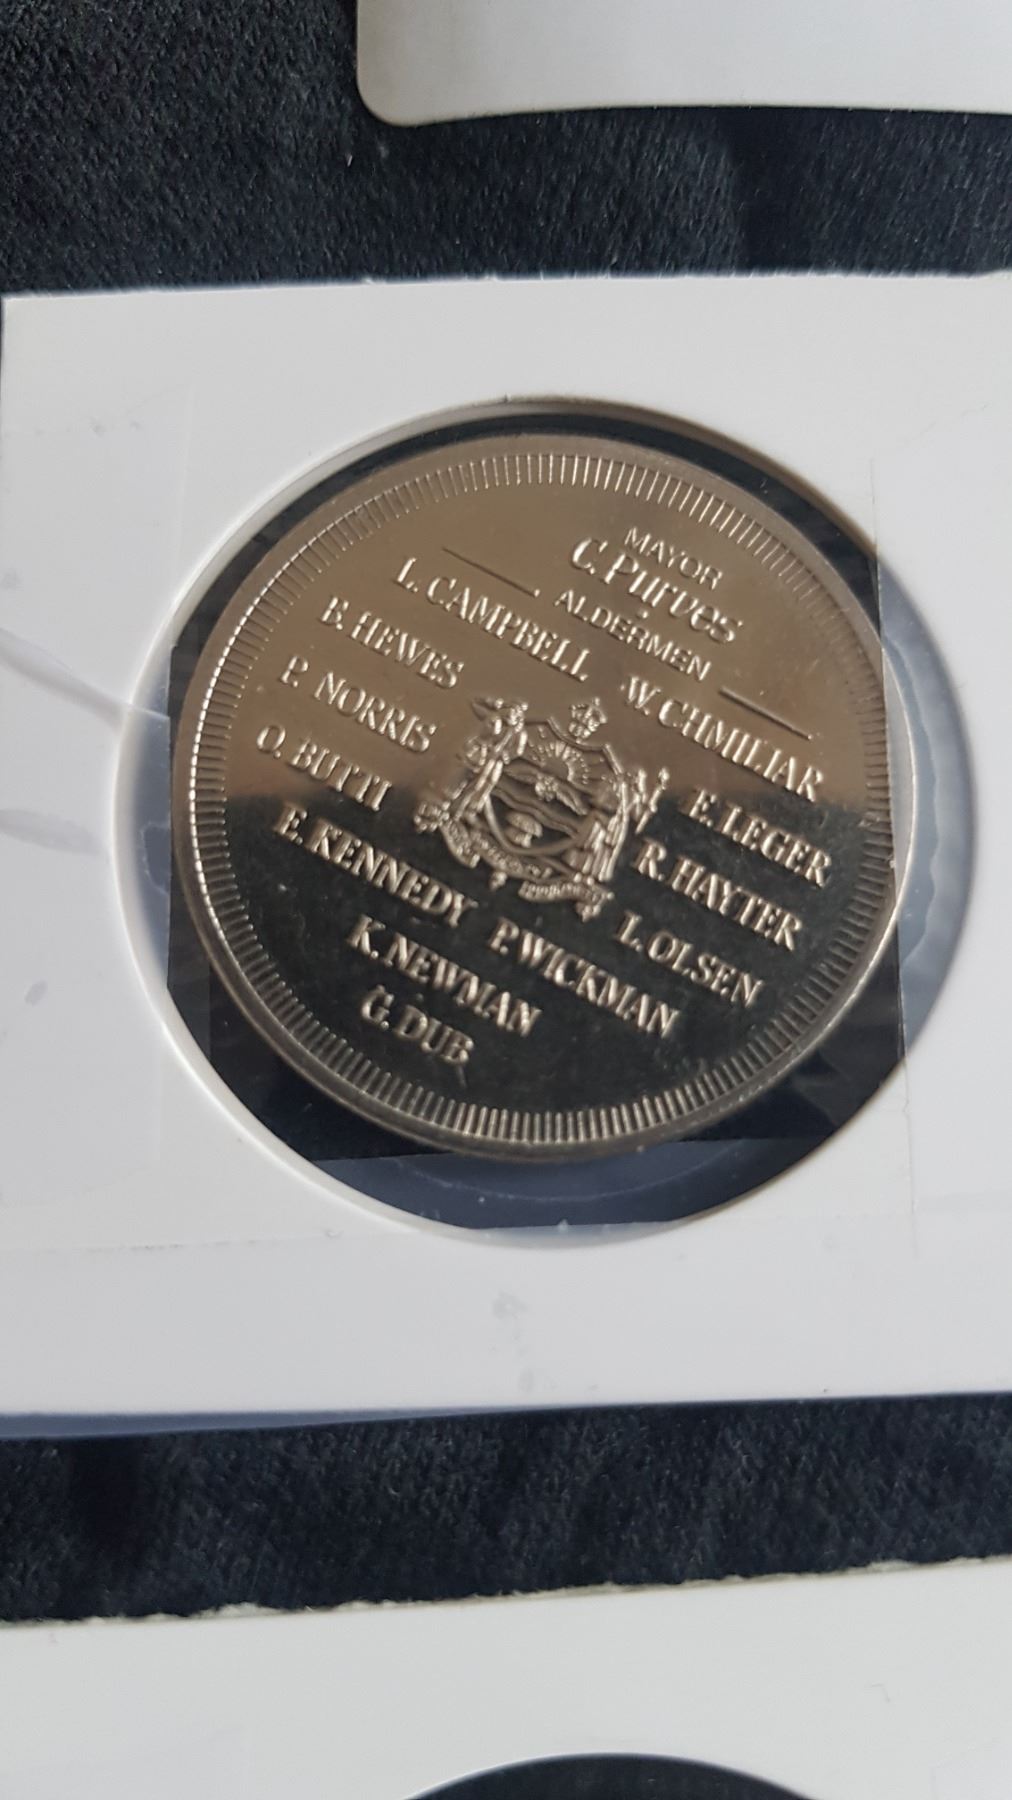 MAYOR
C. Purves
ALDERMEN
L. CAMPBELL W. CHMILIAR
B. HEWES E. LEGER
P. NORRIS R. HAYTER
O. BUTTI L. OLSEN
E. KENNEDY P. WICKMAN
K. NEWMAN
G. DUB